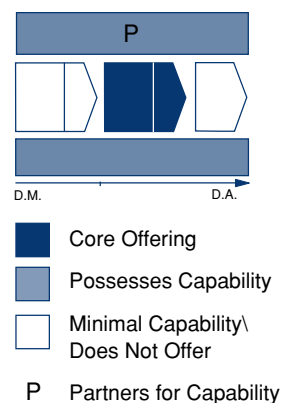 P
D.M. D.A.
Core Offering
Possesses Capability
Minimal Capability\
Does Not Offer
P Partners for Capability